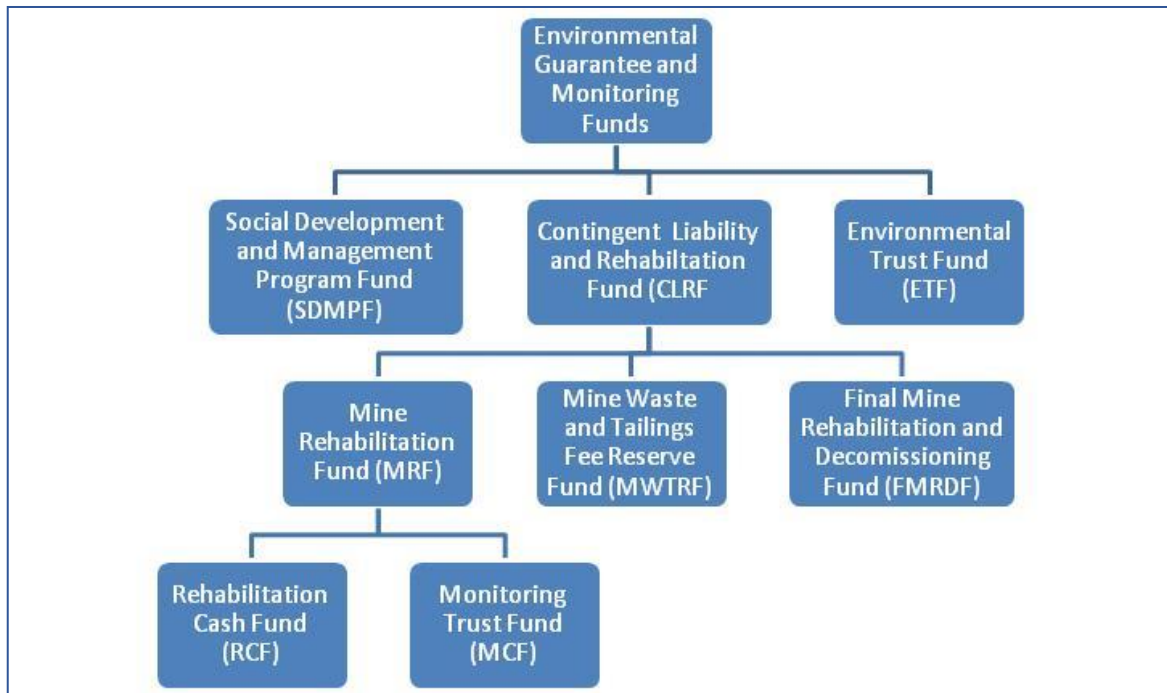 Environmental
Guarantee and
Monitoring
Funds
Social Development
and Management
Program Fund
(SDMPF)
Contingent Liability
and Rehabiltation
Fund (CLRF
Environmental
Trust Fund
(ETF)
Mine
Rehabilitation
Fund (MRF)
Mine Waste
and Tailings
Fee Reserve
Fund (MWTRF)
Final Mine
Rehabilitation and
Decomissioning
Fund (FMRDF)
Rehabilitation
Cash Fund
(RCF)
Monitoring
Trust Fund
(MCF)